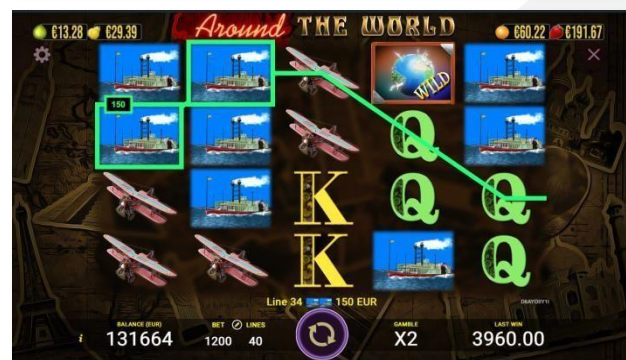 €13.28 €29.39 Around THE WORLD €60.22 €191.67
WILD
150
Q
K Q Q
K Q
Line 34 150 EUR
BALANCE (EUR) BET LINES GAMBLE LAST WIN
i 131664 1200 40 X2 3960.00